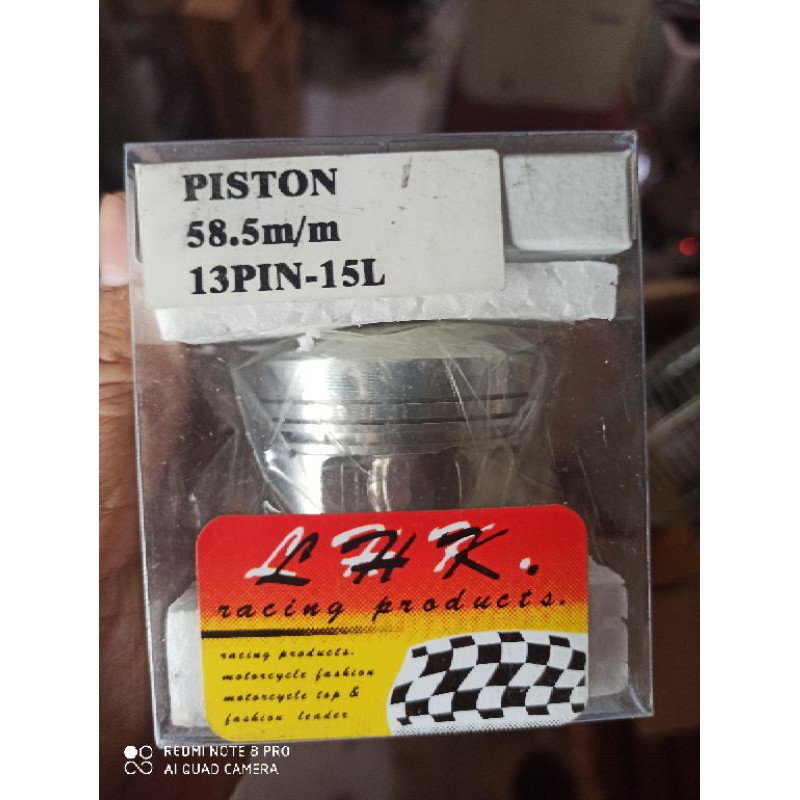 PISTON
58.5m/m
13PIN-15L
LHK.
racing products.
racing products.
motorcycle fashion
motorcycle top &
fashion leader
REDMI NOTE 8 PRO
AI QUAD CAMERA